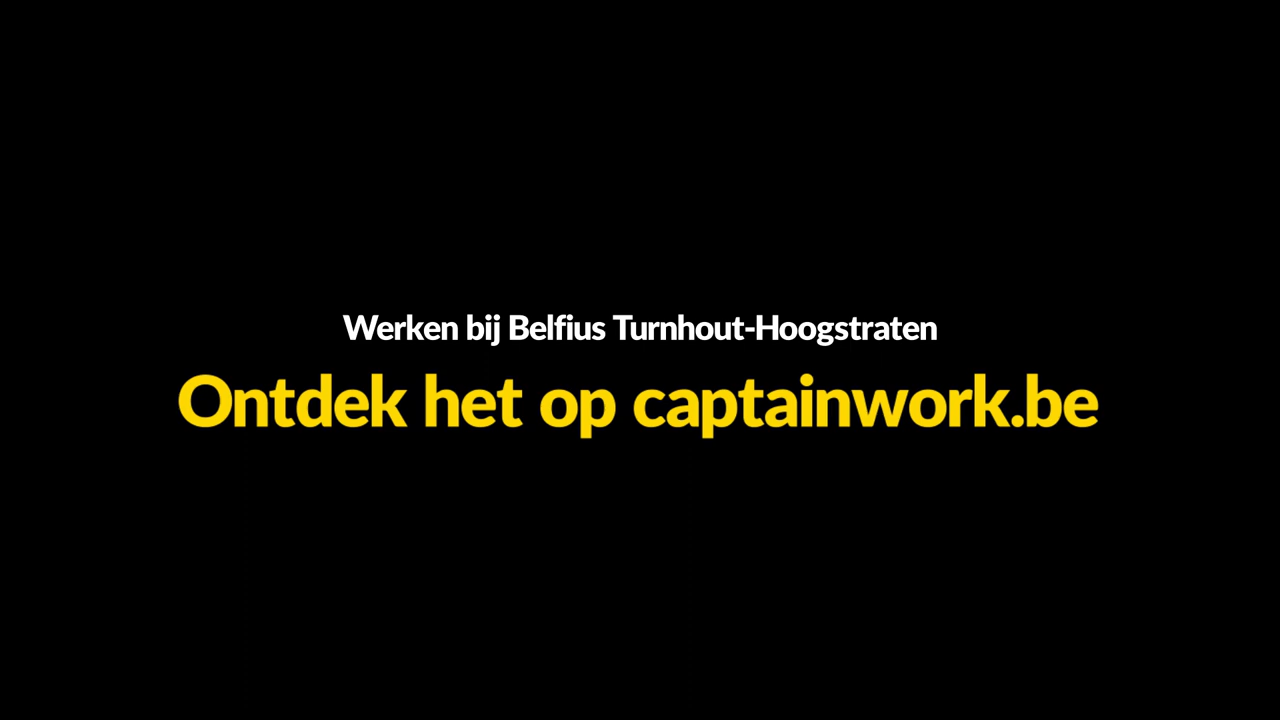 Werken bij Belfius Turnhout-Hoogstraten
Ontdek het op captainwork.be